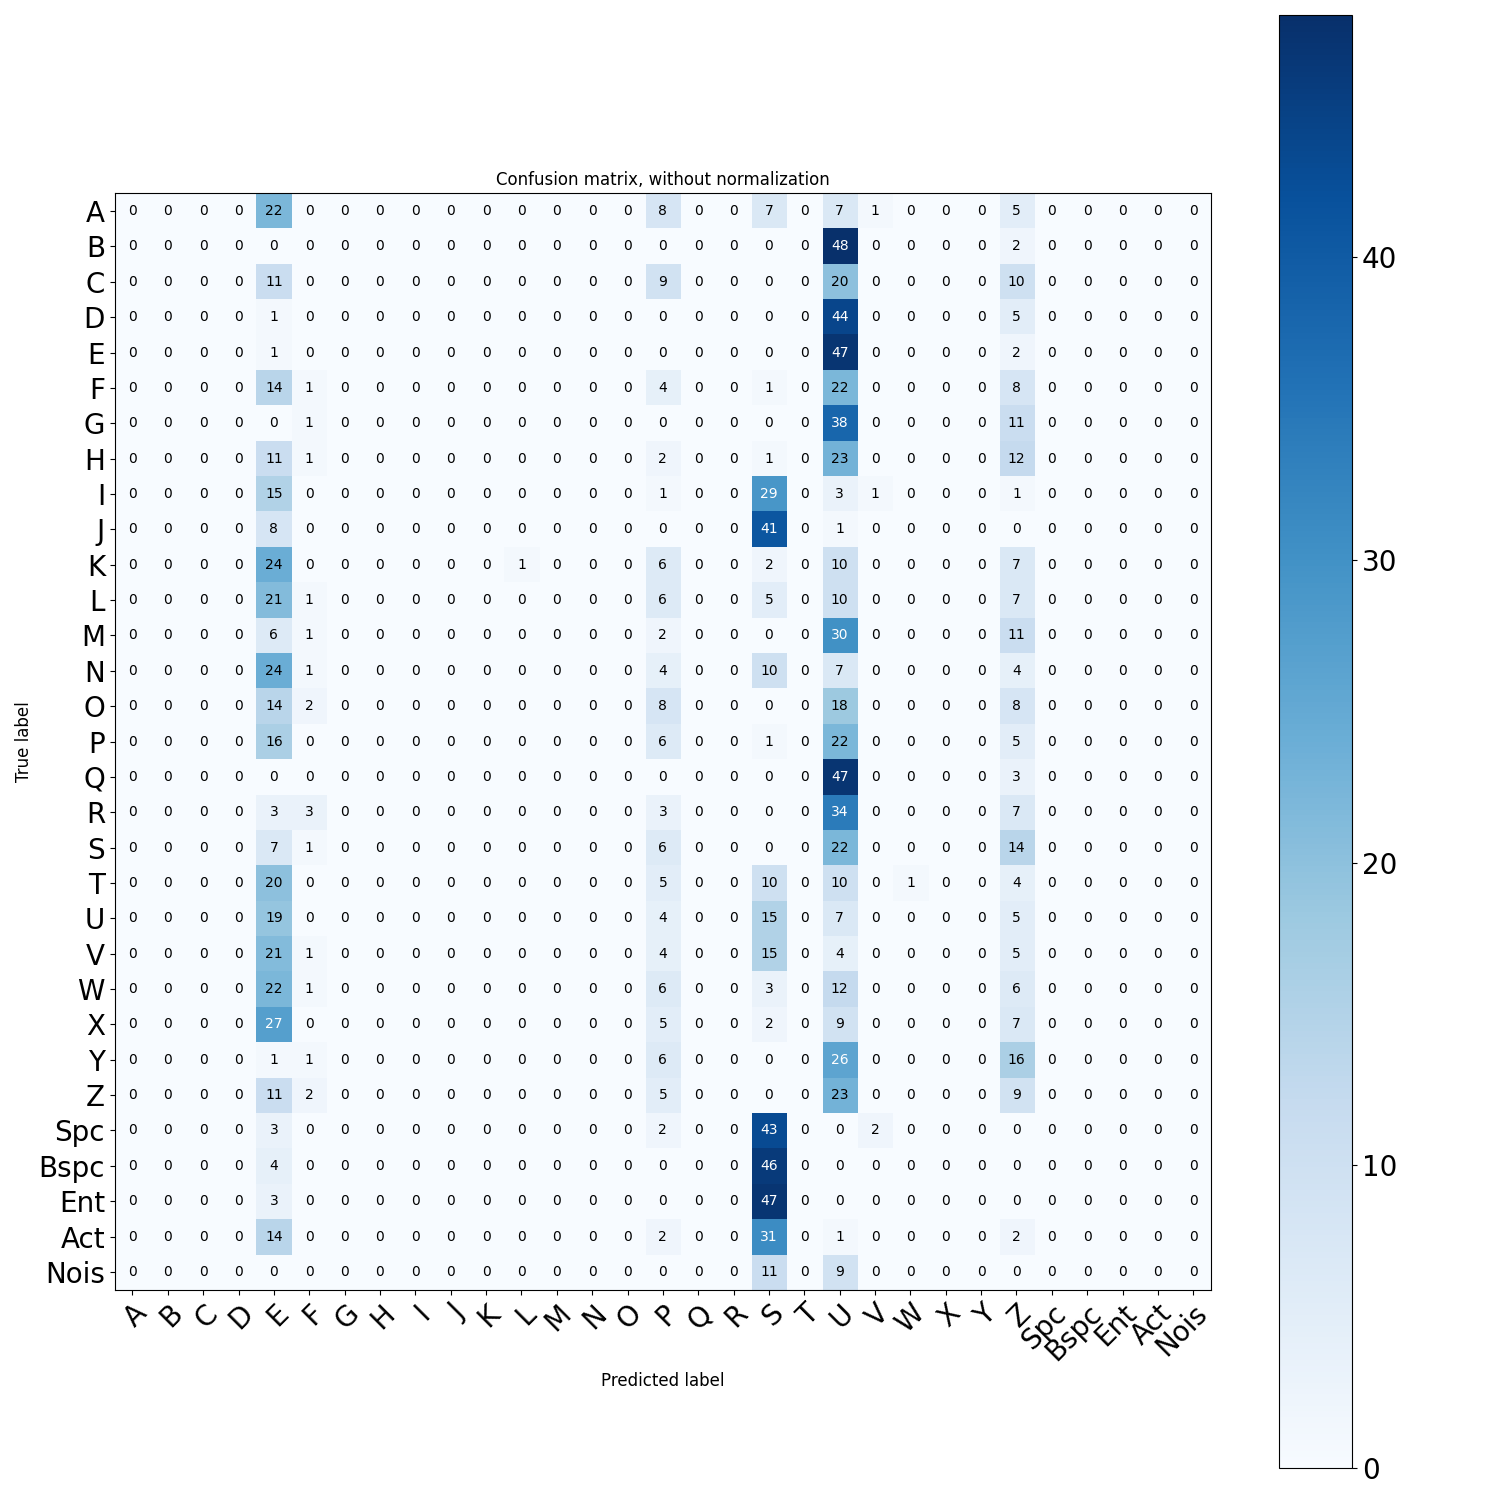 Confusion matrix, without normalization
A 0 0 0 0 22 0 0 0 0 0 0 0 0 0 0 8 0 0 7 0 7 1 0 0 0 5 0 0 0 0 0
B 0 0 0 0 0 0 0 0 0 0 0 0 0 0 0 0 0 0 0 0 48 0 0 0 0 2 0 0 0 0 0
C 0 0 0 0 11 0 0 0 0 0 0 0 0 0 0 9 0 0 0 0 20 0 0 0 0 10 0 0 0 0 0
D 0 0 0 0 1 0 0 0 0 0 0 0 0 0 0 0 0 0 0 0 44 0 0 0 0 5 0 0 0 0 0
E 0 0 0 0 1 0 0 0 0 0 0 0 0 0 0 0 0 0 0 0 47 0 0 0 0 2 0 0 0 0 0
F 0 0 0 0 14 1 0 0 0 0 0 0 0 0 0 4 0 0 1 0 22 0 0 0 0 8 0 0 0 0 0
G 0 0 0 0 0 1 0 0 0 0 0 0 0 0 0 0 0 0 0 0 38 0 0 0 0 11 0 0 0 0 0
H 0 0 0 0 11 1 0 0 0 0 0 0 0 0 0 2 0 0 1 0 23 0 0 0 0 12 0 0 0 0 0
I 0 0 0 0 15 0 0 0 0 0 0 0 0 0 0 1 0 0 29 0 3 1 0 0 0 1 0 0 0 0 0
J 0 0 0 0 8 0 0 0 0 0 0 0 0 0 0 0 0 0 41 0 1 0 0 0 0 0 0 0 0 0 0
K 0 0 0 0 24 0 0 0 0 0 0 1 0 0 0 6 0 0 2 0 10 0 0 0 0 7 0 0 0 0 0
L 0 0 0 0 21 1 0 0 0 0 0 0 0 0 0 6 0 0 5 0 10 0 0 0 0 7 0 0 0 0 0
M 0 0 0 0 6 1 0 0 0 0 0 0 0 0 0 2 0 0 0 0 30 0 0 0 0 11 0 0 0 0 0
N 0 0 0 0 24 1 0 0 0 0 0 0 0 0 0 4 0 0 10 0 7 0 0 0 0 4 0 0 0 0 0
O 0 0 0 0 14 2 0 0 0 0 0 0 0 0 0 8 0 0 0 0 18 0 0 0 0 8 0 0 0 0 0
P 0 0 0 0 16 0 0 0 0 0 0 0 0 0 0 6 0 0 1 0 22 0 0 0 0 5 0 0 0 0 0
Q 0 0 0 0 0 0 0 0 0 0 0 0 0 0 0 0 0 0 0 0 47 0 0 0 0 3 0 0 0 0 0
R 0 0 0 0 3 3 0 0 0 0 0 0 0 0 0 3 0 0 0 0 34 0 0 0 0 7 0 0 0 0 0
S 0 0 0 0 7 1 0 0 0 0 0 0 0 0 0 6 0 0 0 0 22 0 0 0 0 14 0 0 0 0 0
T 0 0 0 0 20 0 0 0 0 0 0 0 0 0 0 5 0 0 10 0 10 0 1 0 0 4 0 0 0 0 0
U 0 0 0 0 19 0 0 0 0 0 0 0 0 0 0 4 0 0 15 0 7 0 0 0 0 5 0 0 0 0 0
V 0 0 0 0 21 1 0 0 0 0 0 0 0 0 0 4 0 0 15 0 4 0 0 0 0 5 0 0 0 0 0
W 0 0 0 0 22 1 0 0 0 0 0 0 0 0 0 6 0 0 3 0 12 0 0 0 0 6 0 0 0 0 0
X 0 0 0 0 27 0 0 0 0 0 0 0 0 0 0 5 0 0 2 0 9 0 0 0 0 7 0 0 0 0 0
Y 0 0 0 0 1 1 0 0 0 0 0 0 0 0 0 6 0 0 0 0 26 0 0 0 0 16 0 0 0 0 0
Z 0 0 0 0 11 2 0 0 0 0 0 0 0 0 0 5 0 0 0 0 23 0 0 0 0 9 0 0 0 0 0
Spc 0 0 0 0 3 0 0 0 0 0 0 0 0 0 0 2 0 0 43 0 0 2 0 0 0 0 0 0 0 0 0
Bspc 0 0 0 0 4 0 0 0 0 0 0 0 0 0 0 0 0 0 46 0 0 0 0 0 0 0 0 0 0 0 0
Ent 0 0 0 0 3 0 0 0 0 0 0 0 0 0 0 0 0 0 47 0 0 0 0 0 0 0 0 0 0 0 0
Act 0 0 0 0 14 0 0 0 0 0 0 0 0 0 0 2 0 0 31 0 1 0 0 0 0 2 0 0 0 0 0
Nois 0 0 0 0 0 0 0 0 0 0 0 0 0 0 0 0 0 0 11 0 9 0 0 0 0 0 0 0 0 0 0
A B C D E F G H I J K L M N O P Q R S T U V W X Y Z Spc Bspc Ent Act Nois
Predicted label
True label
40
30
20
10
0